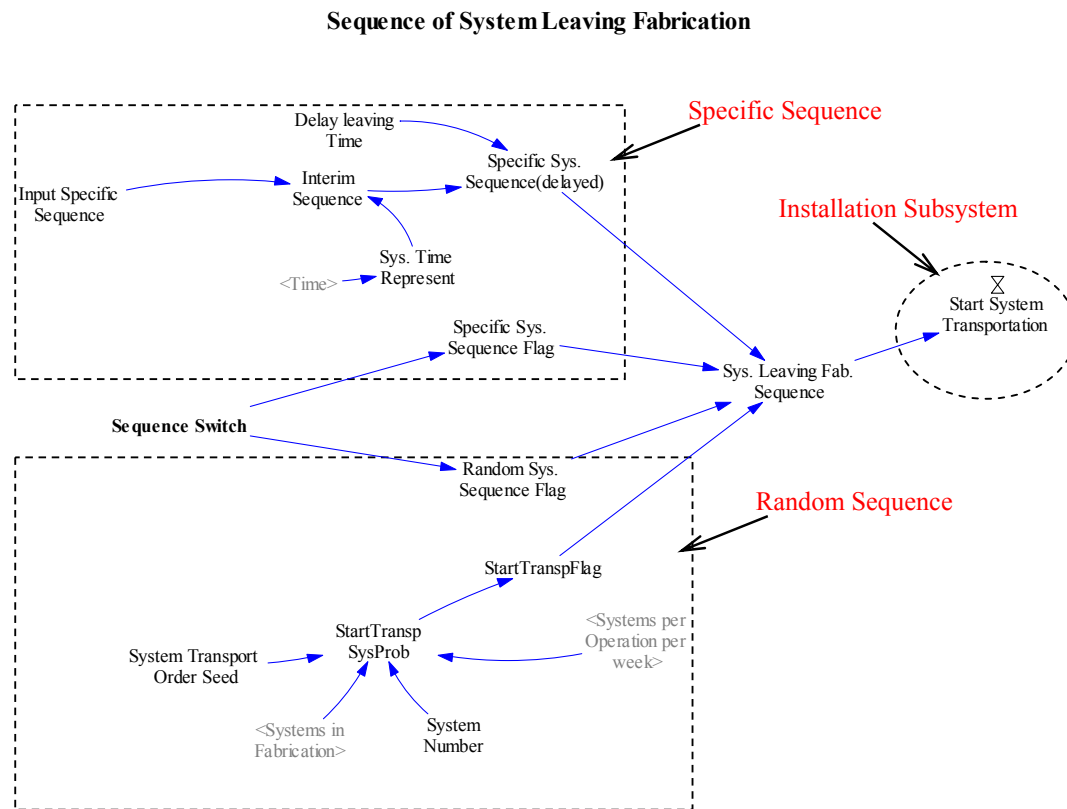 Sequence of System Leaving Fabrication
Specific Sequence
Delay leaving
Time
Specific Sys.
Sequence(delayed)
Input Specific
Sequence
Interim
Sequence
Installation Subsystem
Sys. Time
Represent
<Time>
Start System
Transportation
Specific Sys.
Sequence Flag
Sys. Leaving Fab.
Sequence
Sequence Switch
Random Sys.
Sequence Flag
Random Sequence
StartTranspFlag
<Systems per
Operation per
week>
StartTransp
SysProb
System Transport
Order Seed
<Systems in
Fabrication>
System
Number